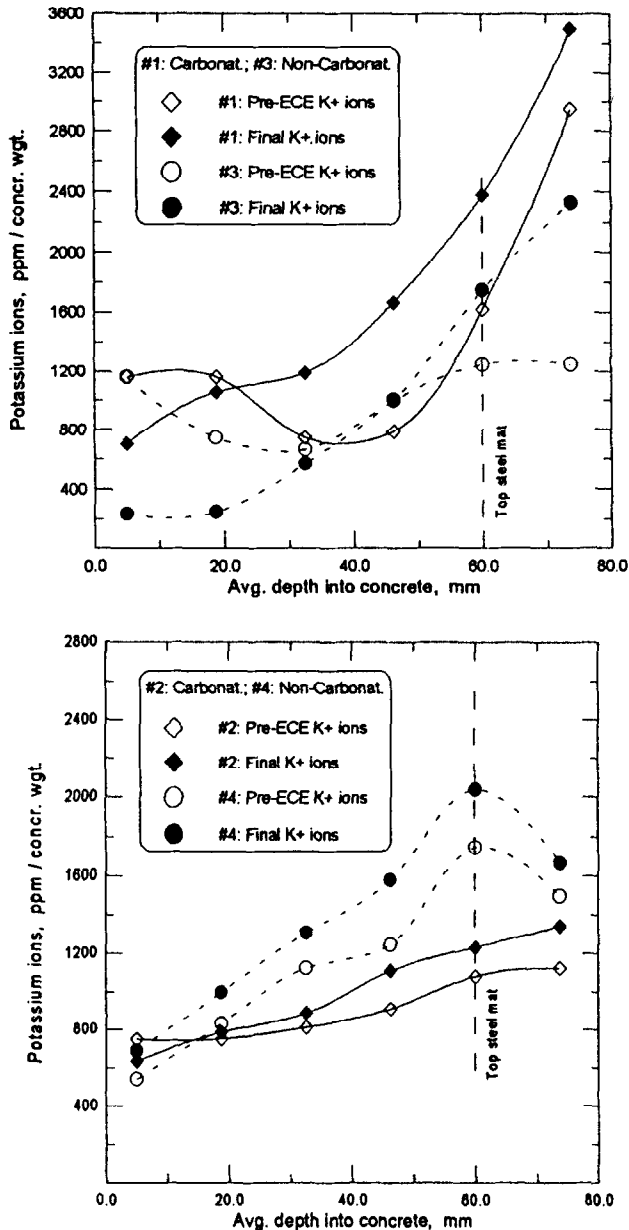 3600
3200
2800
2400
2000
1600
1200
800
400
Potassium ions, ppm / concr. wgt.
#1: Carbonat.; #3: Non-Carbonat.
#1: Pre-ECE K+ ions
#1: Final K+ ions
#3: Pre-ECE K+ ions
#3: Final K+ ions
Top steel mat
0.0 20.0 40.0 60.0 80.0
Avg. depth into concrete, mm
2800
2400
2000
1600
1200
800
400
Potassium ions, ppm / concr. wgt.
#2: Carbonat.; #4: Non-Carbonat.
#2: Pre-ECE K+ ions
#2: Final K+ ions
#4: Pre-ECE K+ ions
#4: Final K+ ions
Top steel mat
0.0 20.0 40.0 60.0 80.0
Avg. depth into concrete, mm